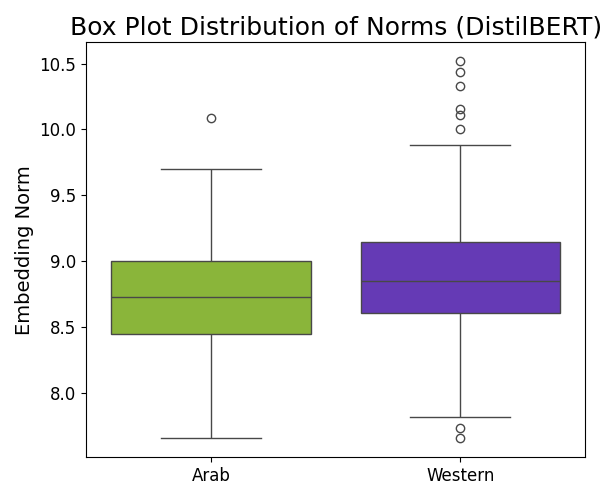 Box Plot Distribution of Norms (DistilBERT)
10.5
10.0
9.5
9.0
8.5
8.0
Embedding Norm
Arab
Western